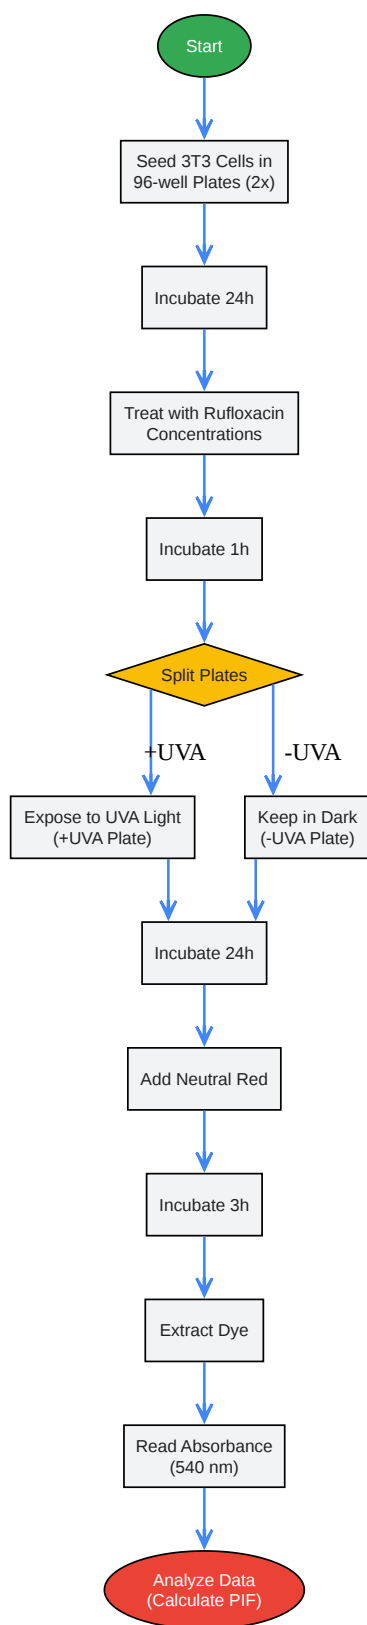 Start
Seed 3T3 Cells in
96-well Plates (2x)
Incubate 24h
Treat with Rufloxacin
Concentrations
Incubate 1h
Split Plates
+UVA
-UVA
Expose to UVA Light
(+UVA Plate)
Keep in Dark
(-UVA Plate)
Incubate 24h
Add Neutral Red
Incubate 3h
Extract Dye
Read Absorbance
(540 nm)
Analyze Data
(Calculate PIF)